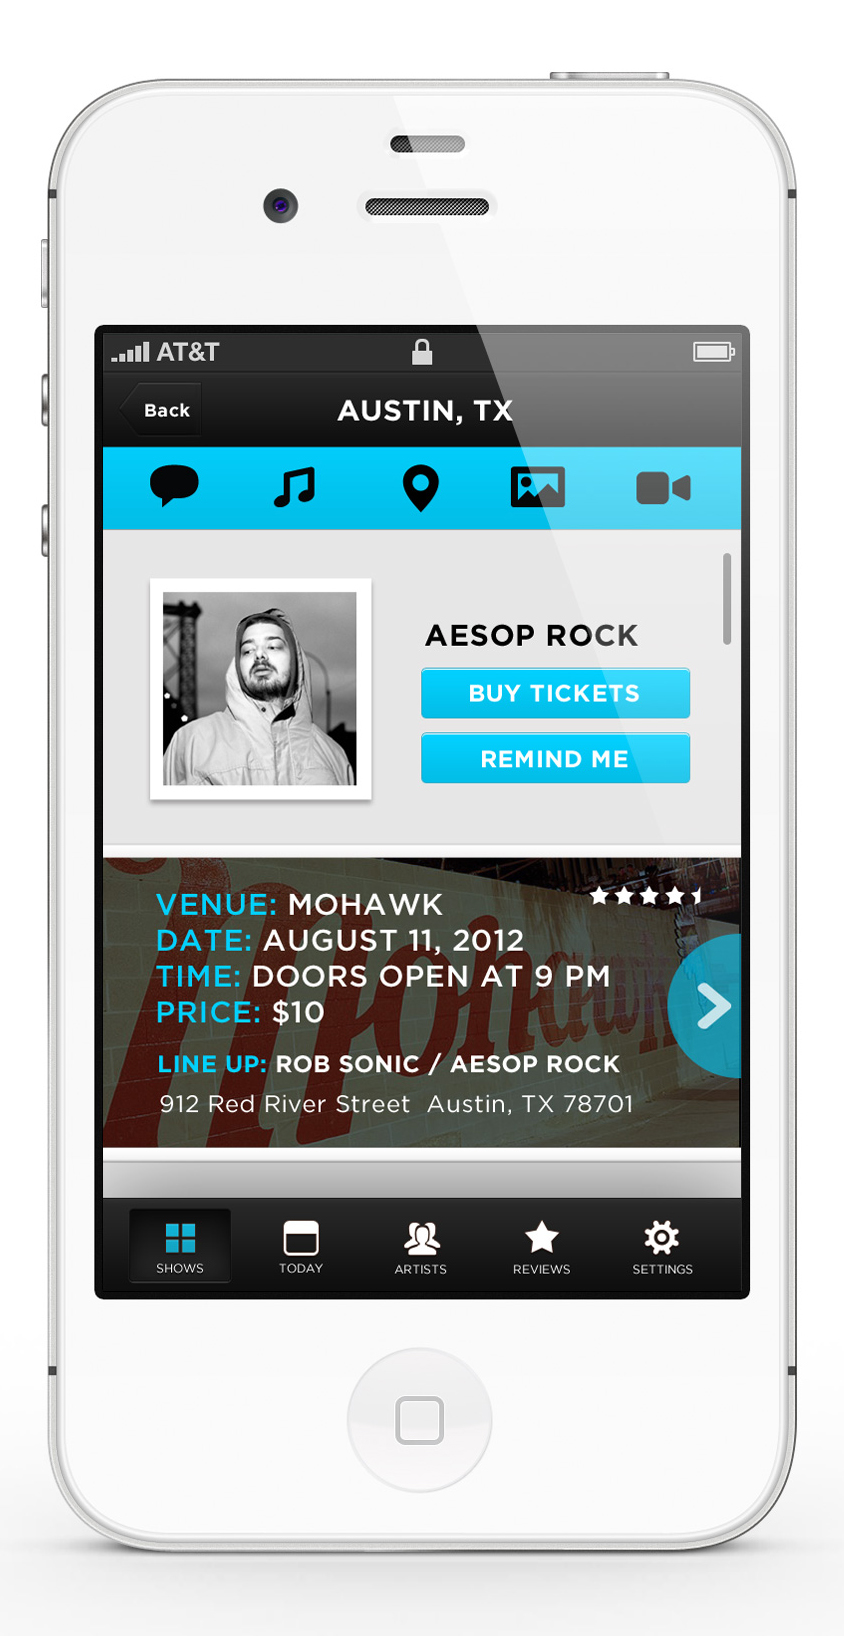 AT&T
Back
AUSTIN, TX
AESOP ROCK
BUY TICKETS
REMIND ME
VENUE: MOHAWK
DATE: AUGUST 11, 2012
TIME: DOORS OPEN AT 9 PM
PRICE: $10
LINE UP: ROB SONIC / AESOP ROCK
912 Red River Street Austin, TX 78701
Mohawk
SHOWS
TODAY
ARTISTS
REVIEWS
SETTINGS